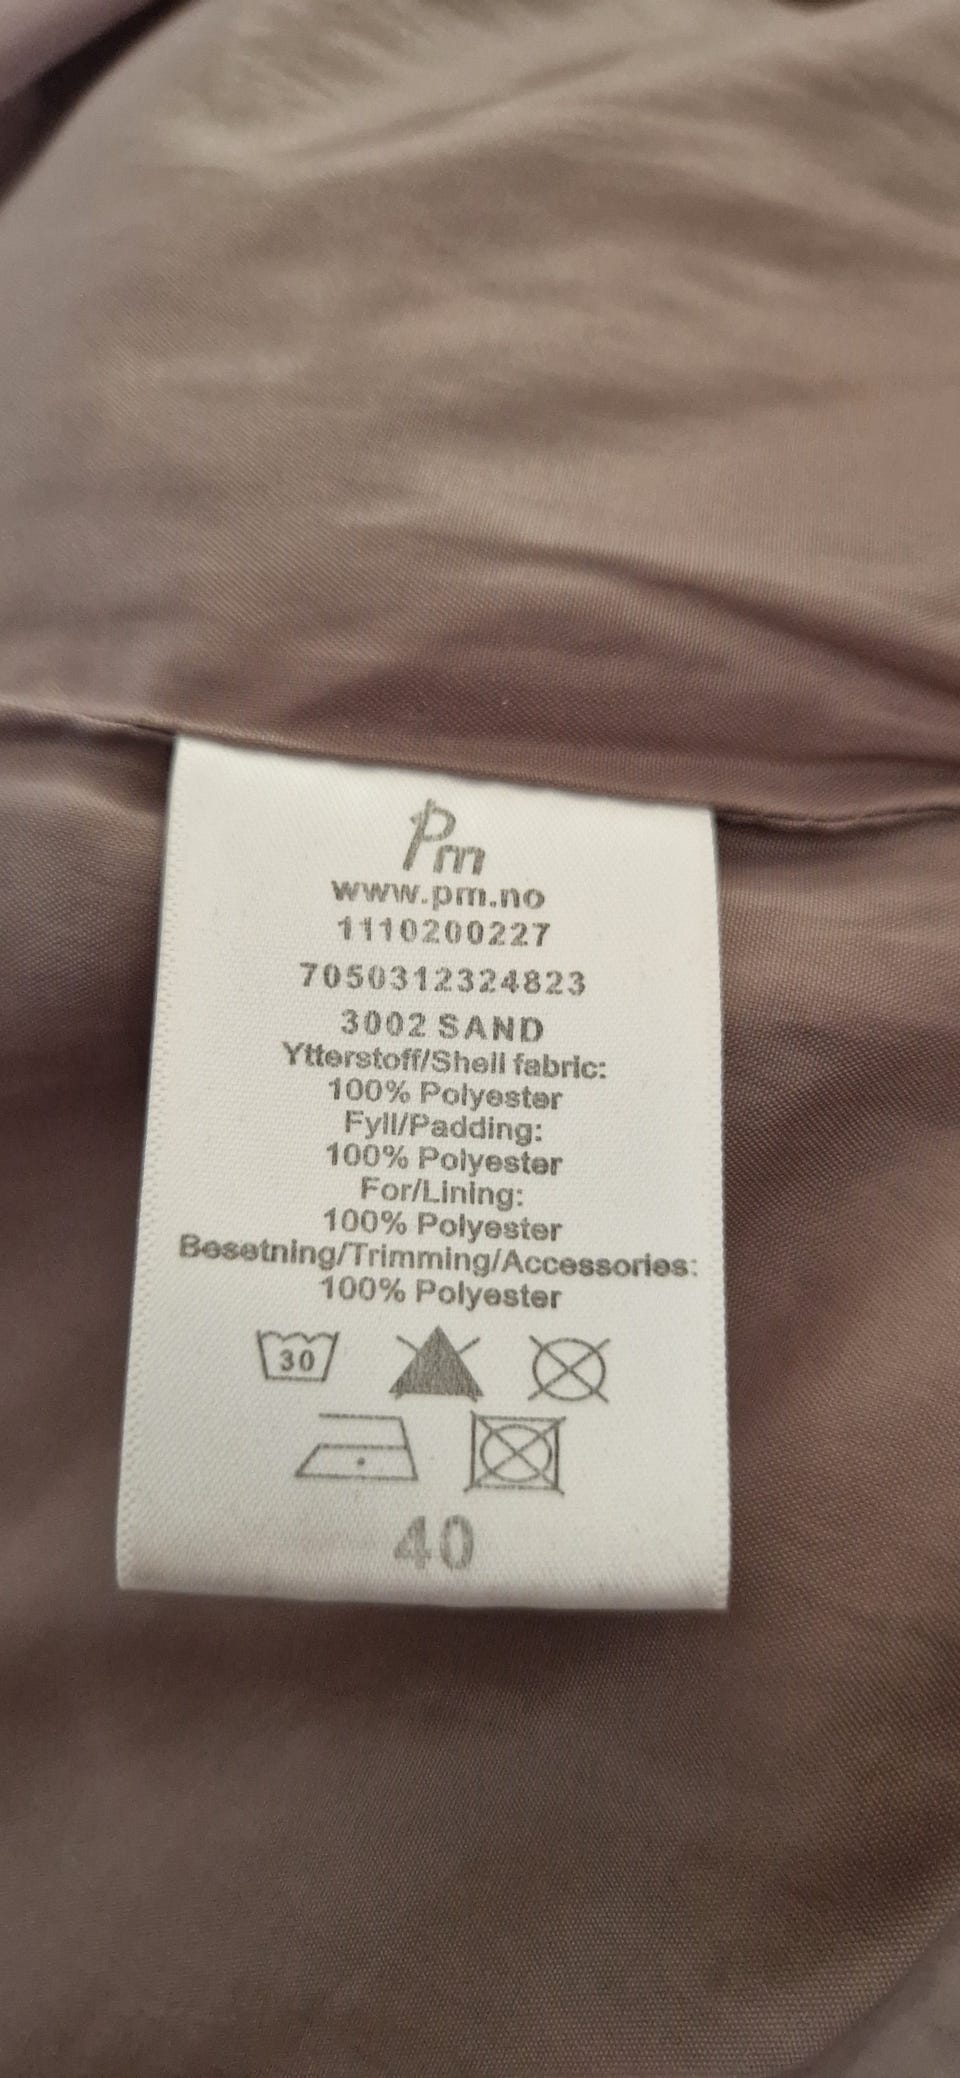 Pm
www.pm.no
1110200227
7050312324823
3002 SAND
Ytterstoff/Shell fabric:
100% Polyester
Fyll/Padding:
100% Polyester
For/Lining:
100% Polyester
Besetning/Trimming/Accessories:
100% Polyester
30
40